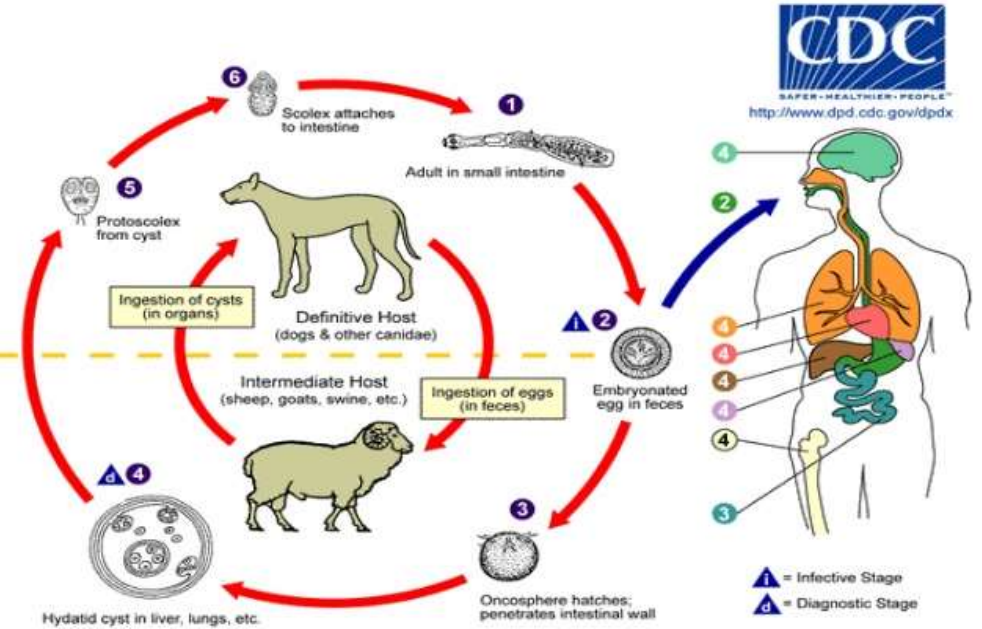 CDC
SAFER • HEALTHIER • PEOPLE™
http://www.dpd.cdc.gov/dpdx
6
Scolex attaches
to intestine
1
Adult in small intestine
5
Protoscolex
from cyst
Ingestion of cysts
(in organs)
Definitive Host
(dogs & other canidae)
i 2
Embryonated
egg in feces
Intermediate Host
(sheep, goats, swine, etc.)
Ingestion of eggs
(in feces)
d 4
Hydatid cyst in liver, lungs, etc.
3
Oncosphere hatches;
penetrates intestinal wall
4
2
4
4
4
4
4
3
i = Infective Stage
d = Diagnostic Stage